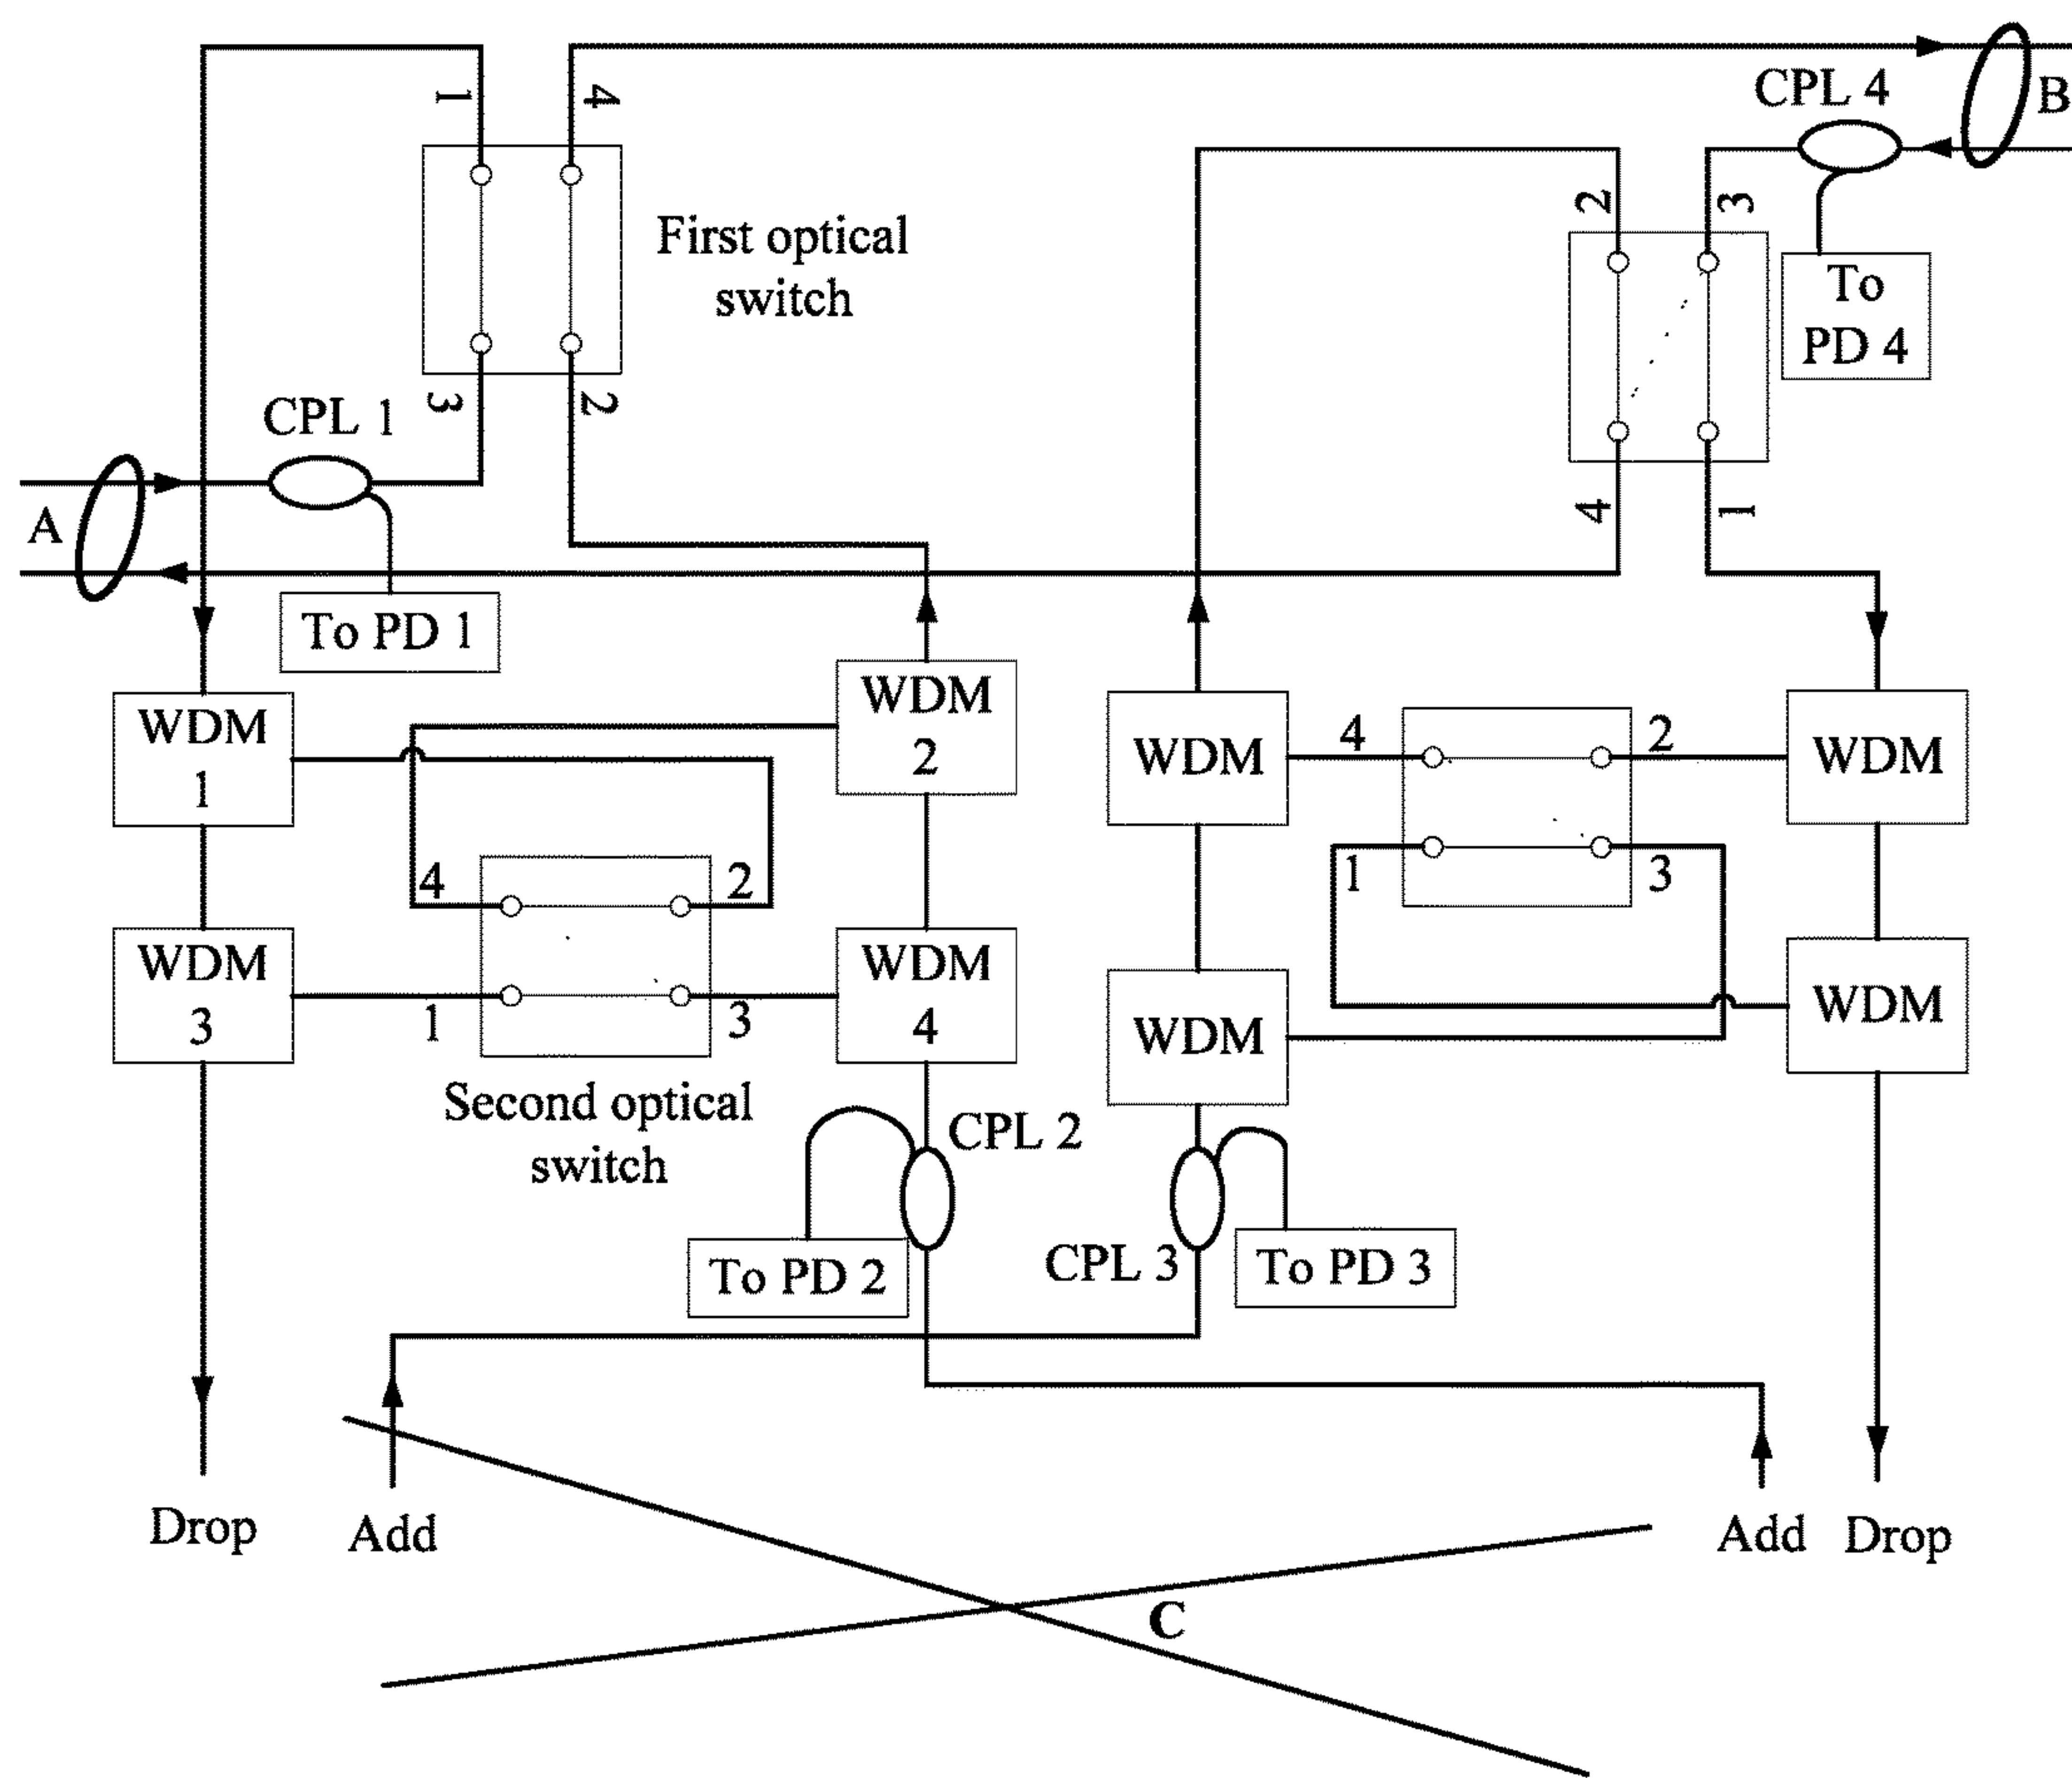 1
4
CPL 4
B
2
3
First optical
switch
To
PD 4
3
2
CPL 1
A
4
1
To PD 1
WDM
1
WDM
2
WDM
4
2
WDM
4
2
1
3
WDM
3
WDM
4
1
3
WDM
WDM
Second optical
switch
CPL 2
To PD 2
CPL 3
To PD 3
Drop
Add
Add
Drop
C